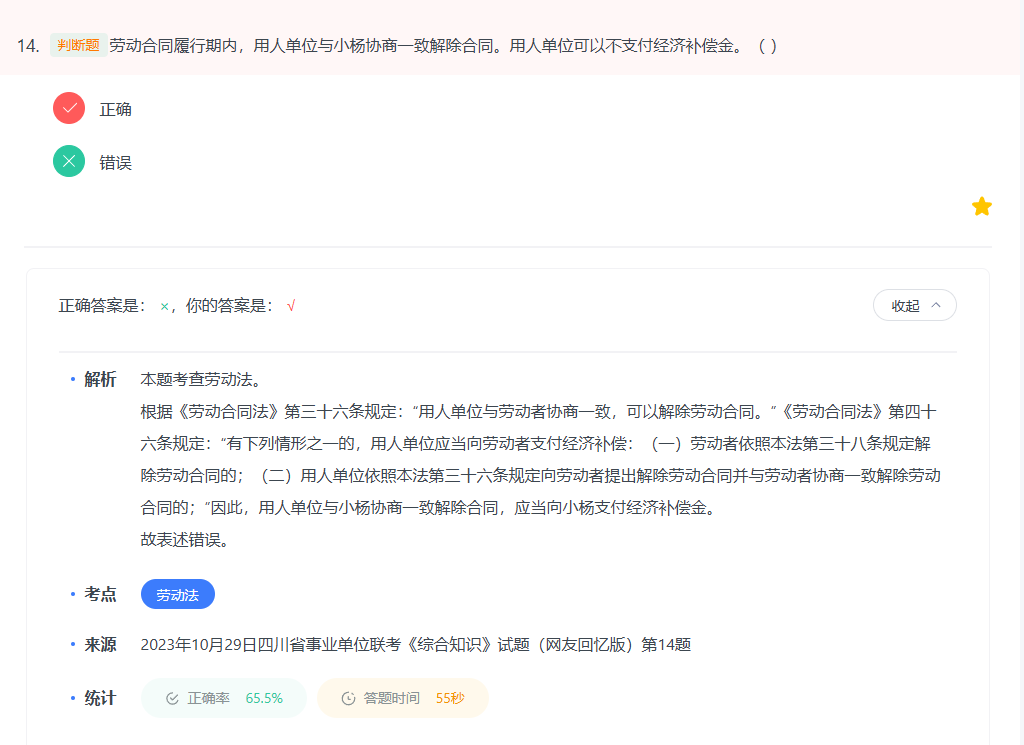 14. 判断题 劳动合同履行期内，用人单位与小杨协商一致解除合同。用人单位可以不支付经济补偿金。（ ）
正确
错误
正确答案是： ×，你的答案是： √
收起
解析 本题考查劳动法。
根据《劳动合同法》第三十六条规定：“用人单位与劳动者协商一致，可以解除劳动合同。”《劳动合同法》第四十
六条规定：“有下列情形之一的，用人单位应当向劳动者支付经济补偿：（一）劳动者依照本法第三十八条规定解
除劳动合同的；（二）用人单位依照本法第三十六条规定向劳动者提出解除劳动合同并与劳动者协商一致解除劳动
合同的；”因此，用人单位与小杨协商一致解除合同，应当向小杨支付经济补偿金。
故表述错误。
考点 劳动法
来源 2023年10月29日四川省事业单位联考《综合知识》试题（网友回忆版）第14题
统计 正确率 65.5% 答题时间 55秒